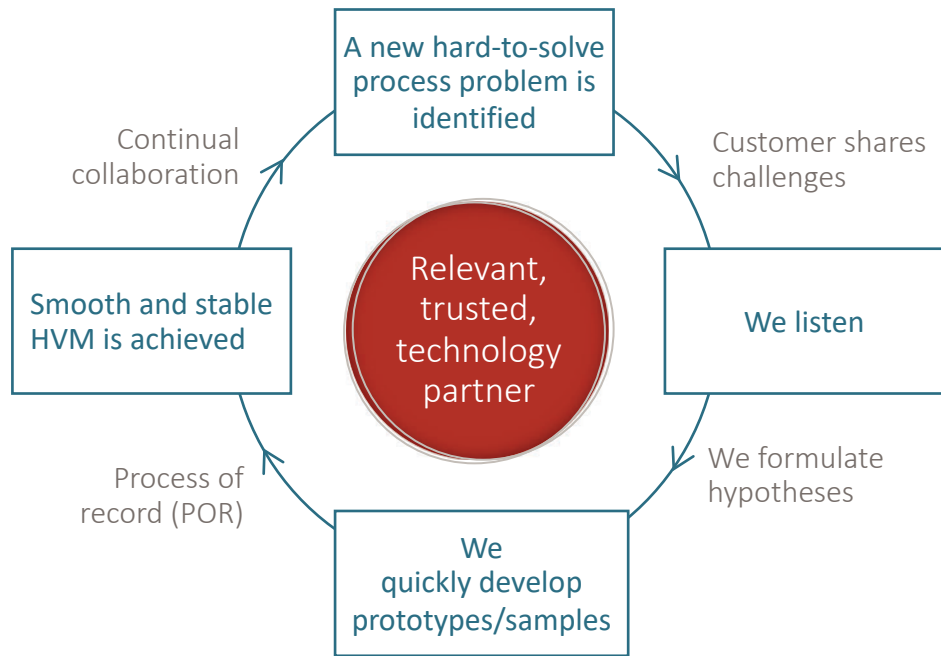 A new hard-to-solve
process problem is
identified
Continual
collaboration
Customer shares
challenges
Relevant,
trusted,
technology
partner
Smooth and stable
HVM is achieved
We listen
Process of
record (POR)
We formulate
hypotheses
We
quickly develop
prototypes/samples